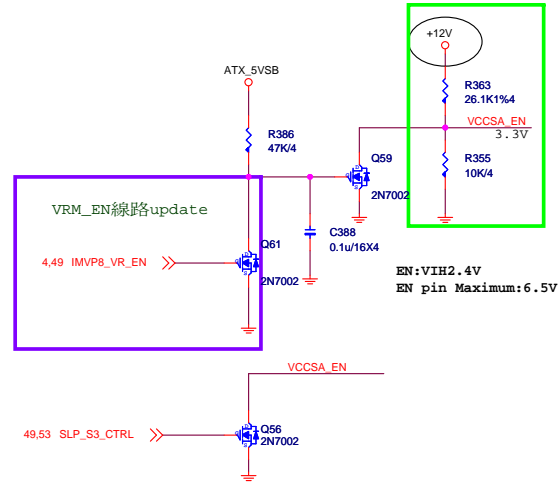 +12V
ATX_5VSB
R363
26.1K1%4
R386
47K/4
VCCSA_EN
3.3V
Q59
R355
10K/4
2N7002
VRM_EN線路update
C388
0.1u/16X4
Q61
4,49 IMVP8_VR_EN
2N7002
EN:VIH2.4V
EN pin Maximum:6.5V
VCCSA_EN
49,53 SLP_S3_CTRL
Q56
2N7002